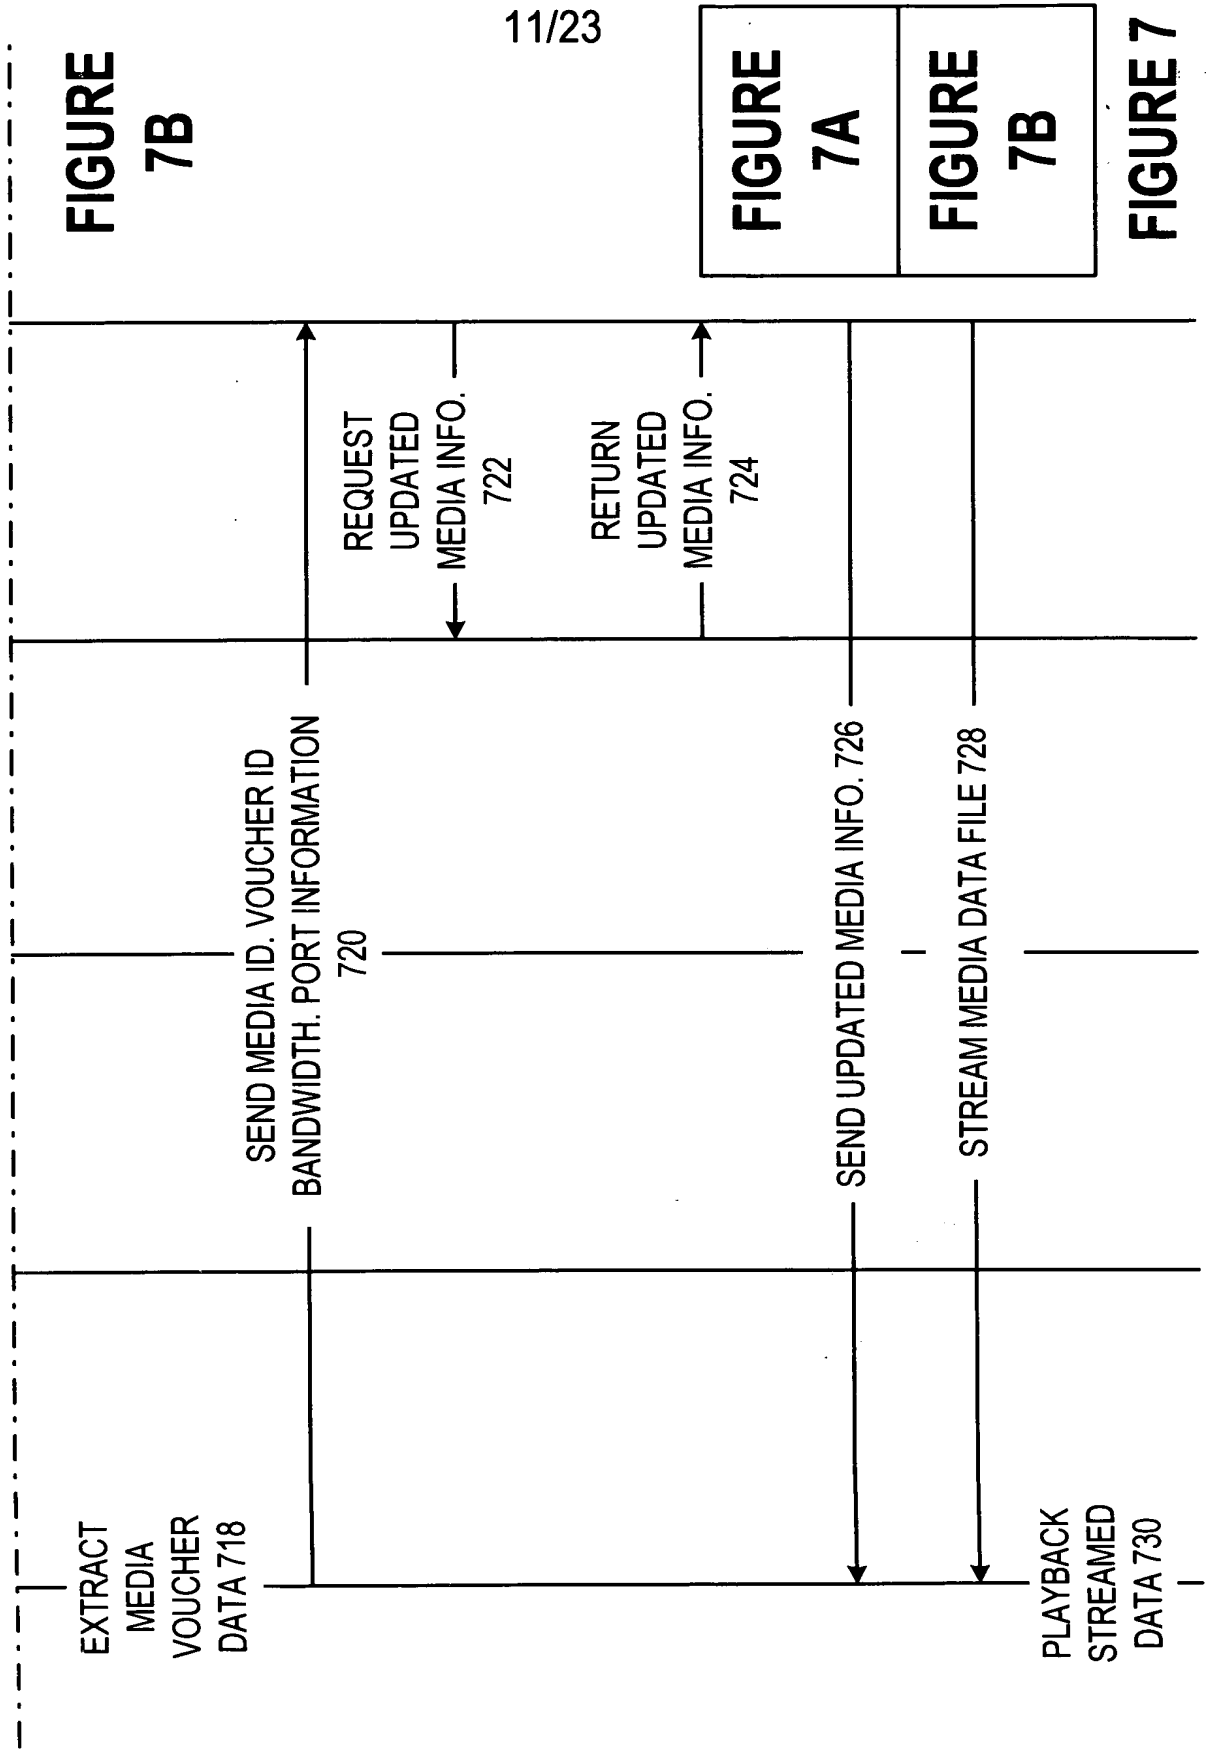 11/23
FIGURE
7B
EXTRACT
MEDIA
VOUCHER
DATA 718
SEND MEDIA ID. VOUCHER ID
BANDWIDTH. PORT INFORMATION
720
REQUEST
UPDATED
MEDIA INFO.
722
RETURN
UPDATED
MEDIA INFO.
724
SEND UPDATED MEDIA INFO. 726
STREAM MEDIA DATA FILE 728
PLAYBACK
STREAMED
DATA 730
FIGURE
7A
FIGURE
7B
FIGURE 7